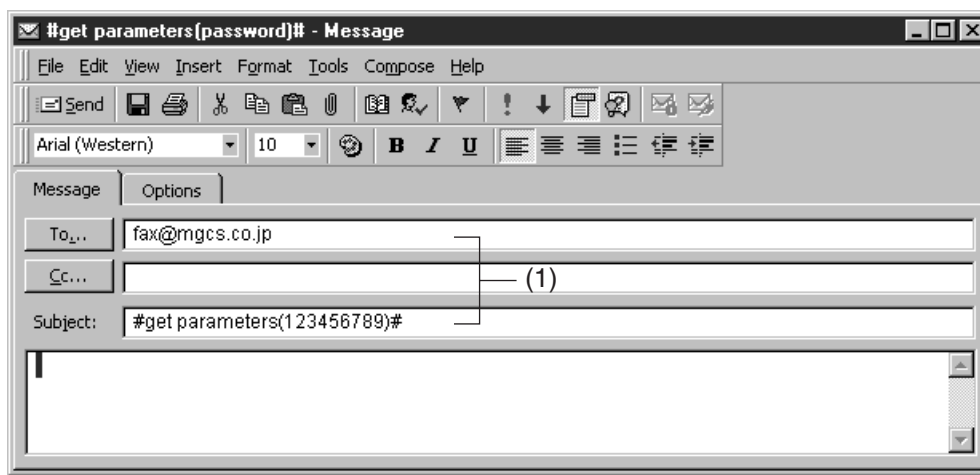 #get parameters(password)# - Message
File Edit View Insert Format Tools Compose Help
Send
Arial (Western) 10 B I U
Message Options
To... fax@mgcs.co.jp
Cc...
(1)
Subject: #get parameters(123456789)#